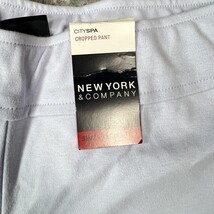 CITYSPA
CROPPED PANT
NEW YORK
& COMPANY